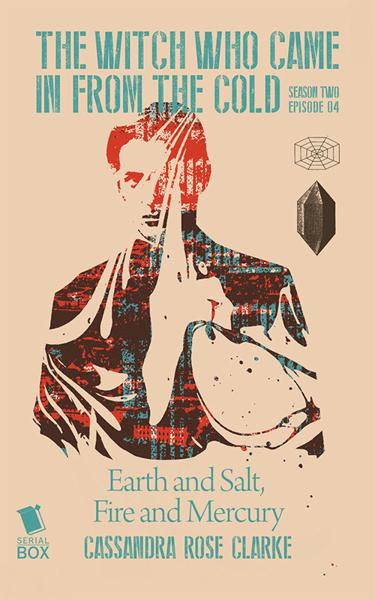 THE WITCH WHO CAME
IN FROM THE COLD
SEASON TWO
EPISODE 04
Earth and Salt,
Fire and Mercury
SERIAL
BOX
CASSANDRA ROSE CLARKE